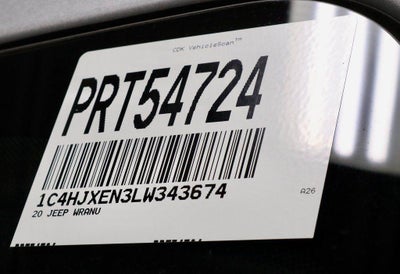 CDK VehicleScan™
PRT54724
1C4HJXEN3LW343674
20 JEEP WRANU
A26